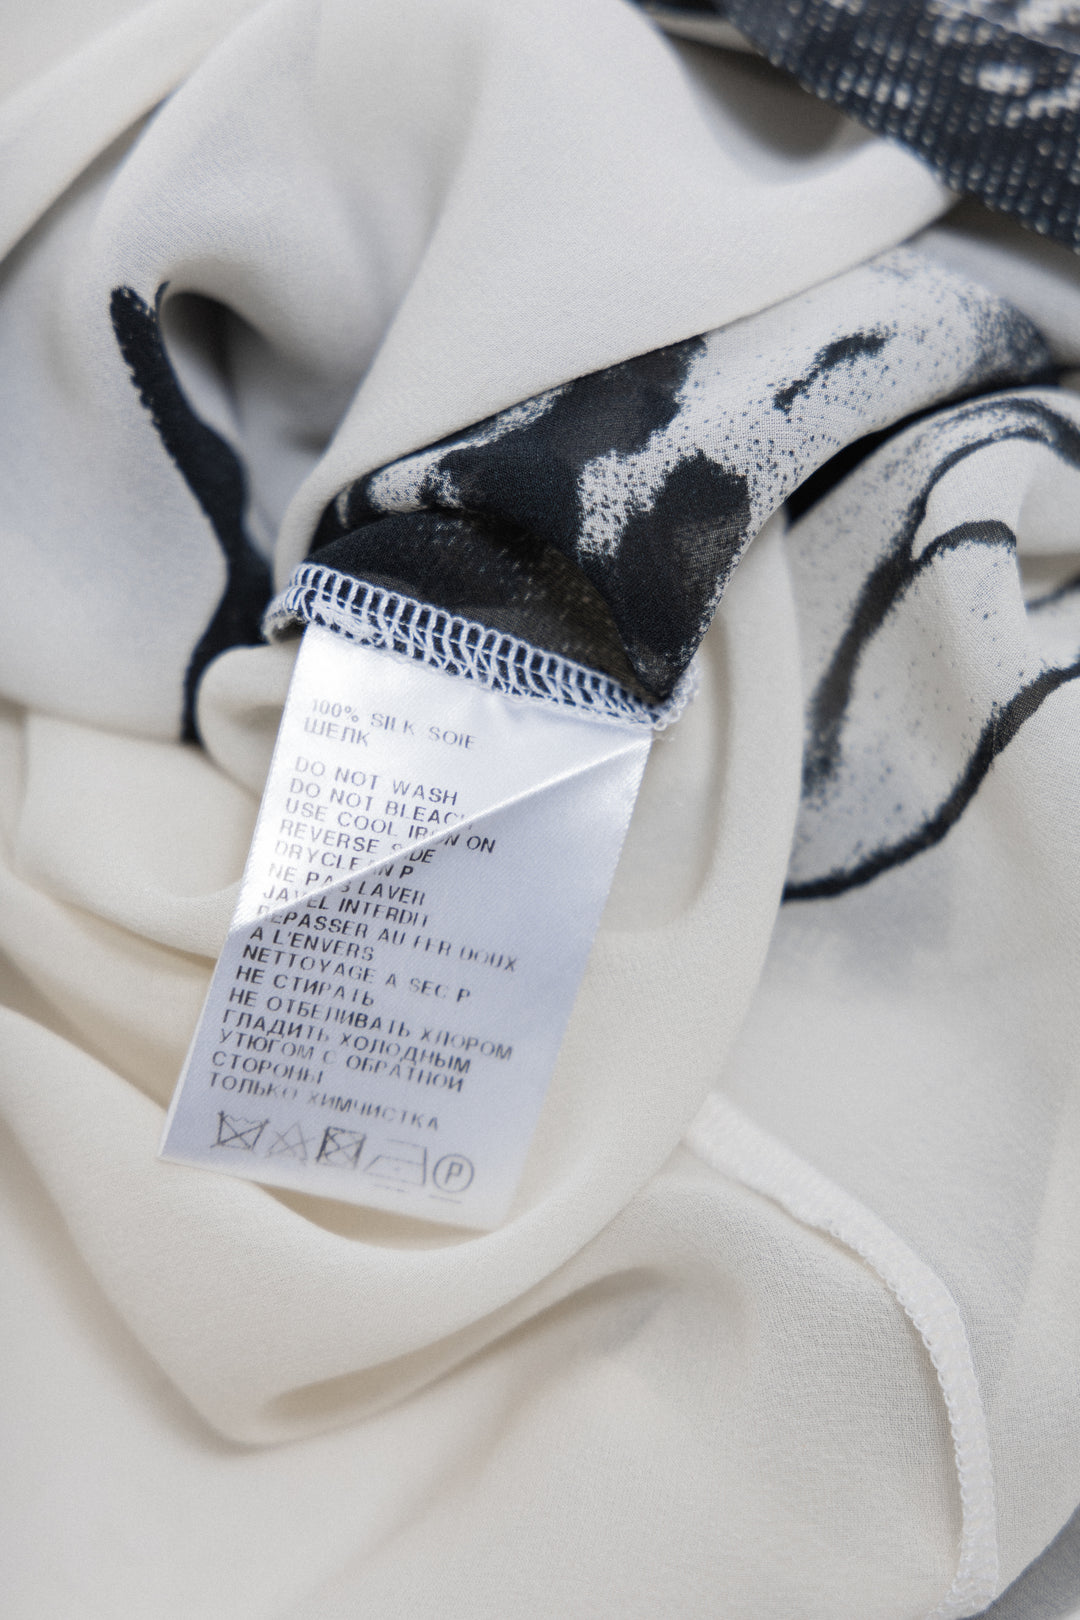 100% SILK SOIE
ШЕЛК
DO NOT WASH
DO NOT BLEACH
USE COOL IRON ON
REVERSE SIDE
DRYCLEAN P
NE PAS LAVER
JAVEL INTERDIT
REPASSER AU FER DOUX
A L'ENVERS
NETTOYAGE A SEC P
НЕ СТИРАТЬ
НЕ ОТБЕЛИВАТЬ ХЛОРОМ
ГЛАДИТЬ ХОЛОДНЫМ
УТЮГОМ С ОБРАТНОЙ
СТОРОНЫ
ТОЛЬКО ХИМЧИСТКА
P